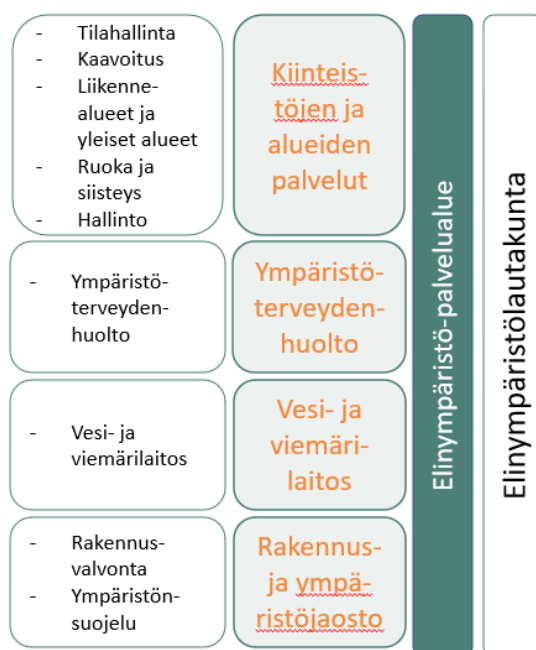 - Tilahallinta
- Kaavoitus
- Liikenne-
alueet ja
yleiset alueet
- Ruoka ja
siisteys
- Hallinto
Kiinteis-
töjen ja
alueiden
palvelut
- Ympäristö-
terveyden-
huolto
Ympäristö-
terveyden-
huolto
- Vesi- ja
viemärilaitos
Vesi- ja
viemäri-
laitos
- Rakennus-
valvonta
- Ympäristön-
suojelu
Rakennus-
ja ympä-
ristöjaosto
Elinympäristö-palvelualue
Elinympäristölautakunta